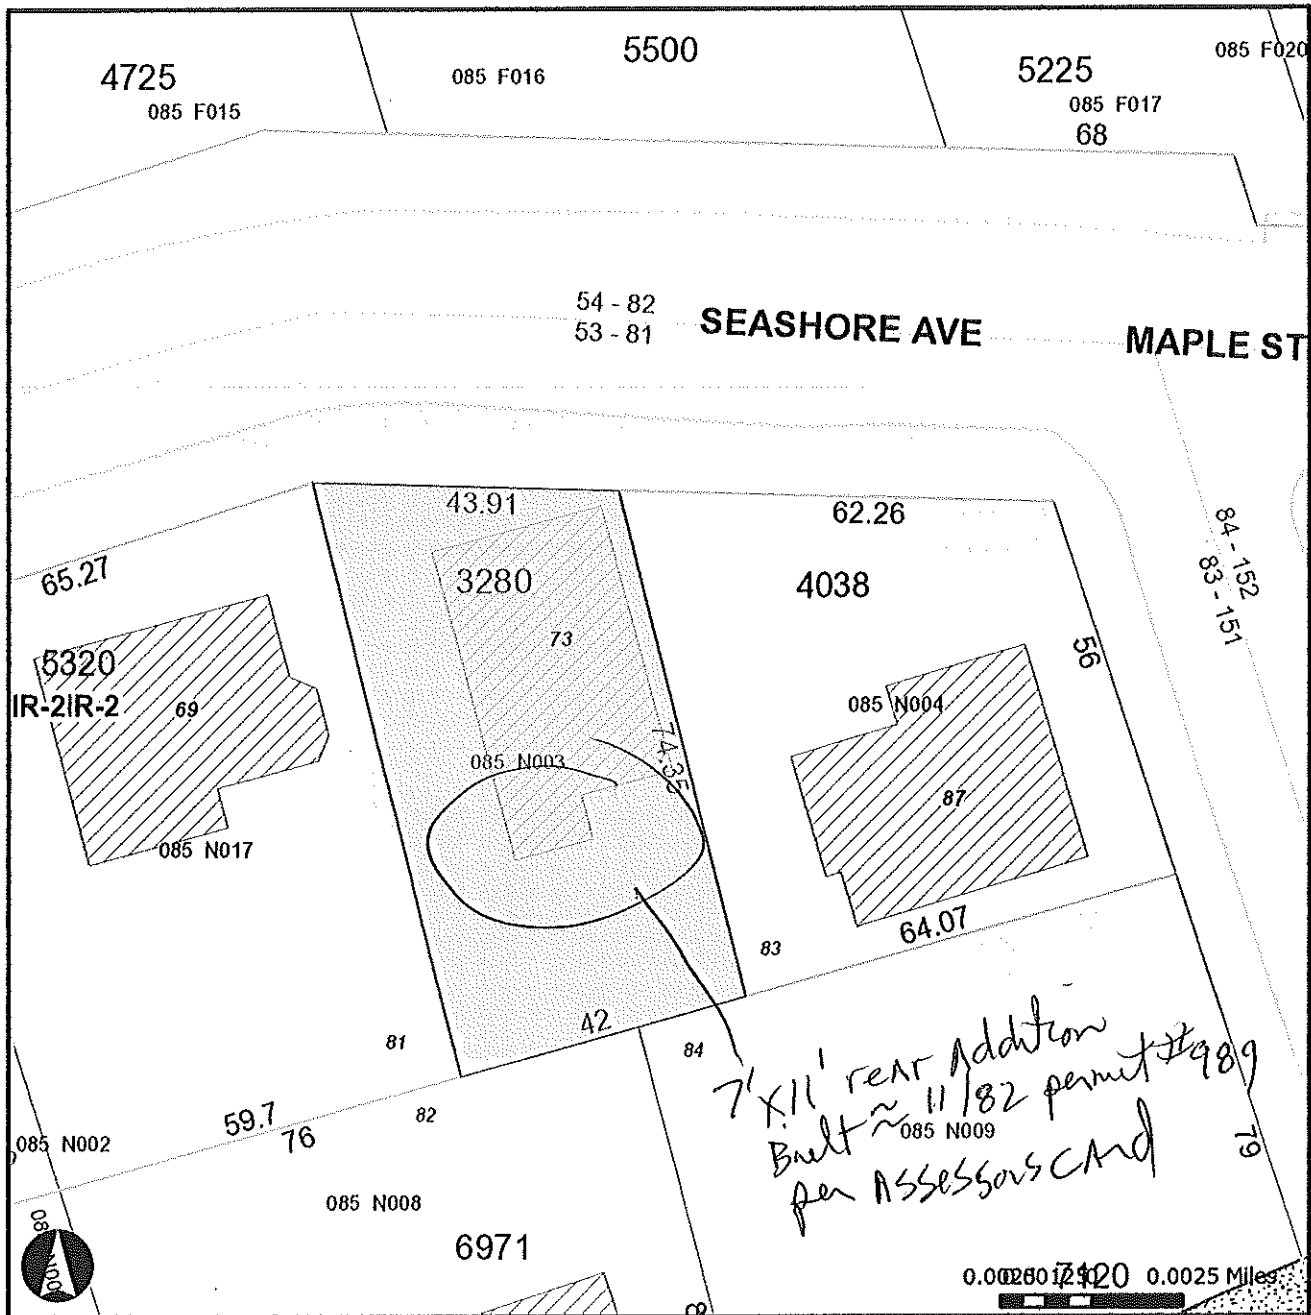 4725
085 F015
085 F016
5500
5225
085 F017
68
085 F020
54 - 82
53 - 81
SEASHORE AVE
MAPLE ST
43.91
62.26
65.27
3280
4038
73
84 - 152
83 - 151
56
5320
IR-2IR-2
69
085 N004
74.35
085 N003
87
085 N017
64.07
83
42
81
84
7'x11' rear Addition
Built ~ 11/82 permit #989
per Assessors CArd
59.7
82
76
085 N002
085 N009
79
085 N008
6971
7120
0.0025 Miles